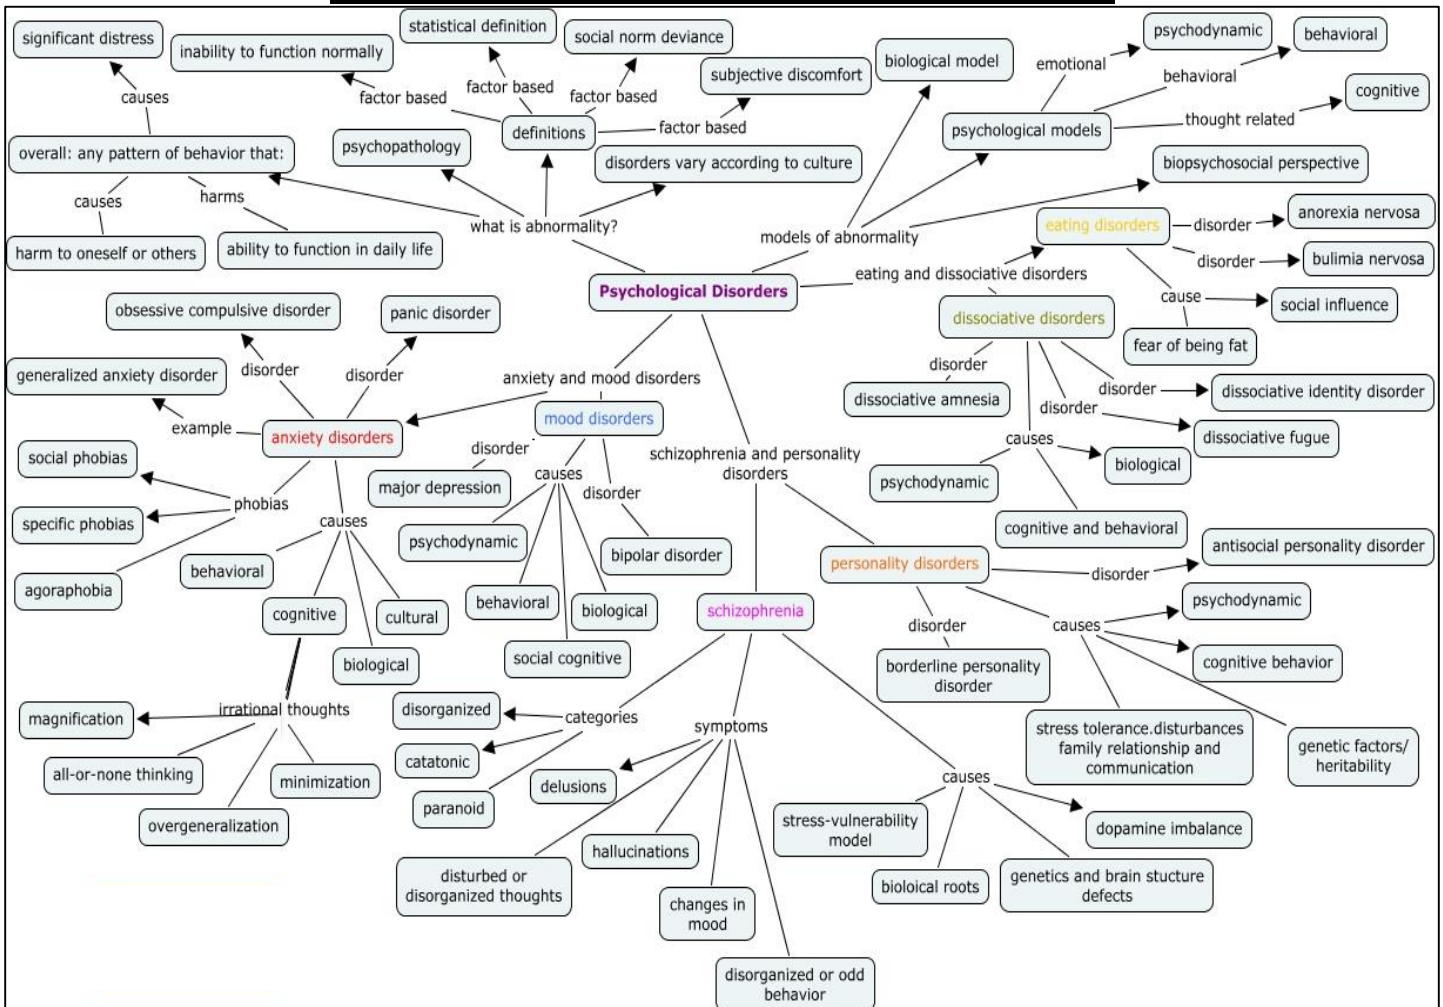 significant distress
inability to function normally
statistical definition
social norm deviance
subjective discomfort
biological model
psychodynamic
behavioral
emotional
behavioral
cognitive
causes
factor based
factor based
factor based
factor based
thought related
definitions
psychological models
overall: any pattern of behavior that:
psychopathology
disorders vary according to culture
biopsychosocial perspective
causes
harms
what is abnormality?
models of abnormality
eating disorders
disorder
anorexia nervosa
harm to oneself or others
ability to function in daily life
disorder
bulimia nervosa
eating and dissociative disorders
Psychological Disorders
cause
social influence
obsessive compulsive disorder
panic disorder
dissociative disorders
fear of being fat
generalized anxiety disorder
disorder
disorder
anxiety and mood disorders
disorder
disorder
dissociative identity disorder
dissociative amnesia
disorder
example
anxiety disorders
mood disorders
dissociative fugue
social phobias
disorder
schizophrenia and personality
disorders
causes
biological
major depression
causes
disorder
psychodynamic
phobias
specific phobias
causes
cognitive and behavioral
psychodynamic
bipolar disorder
antisocial personality disorder
personality disorders
disorder
behavioral
agoraphobia
behavioral
biological
schizophrenia
psychodynamic
cognitive
cultural
disorder
causes
biological
social cognitive
borderline personality
disorder
cognitive behavior
irrational thoughts
magnification
disorganized
categories
symptoms
stress tolerance.disturbances
family relationship and
communication
genetic factors/
heritability
all-or-none thinking
minimization
catatonic
delusions
causes
paranoid
overgeneralization
stress-vulnerability
model
dopamine imbalance
hallucinations
disturbed or
disorganized thoughts
bioloical roots
genetics and brain stucture
defects
changes in
mood
disorganized or odd
behavior